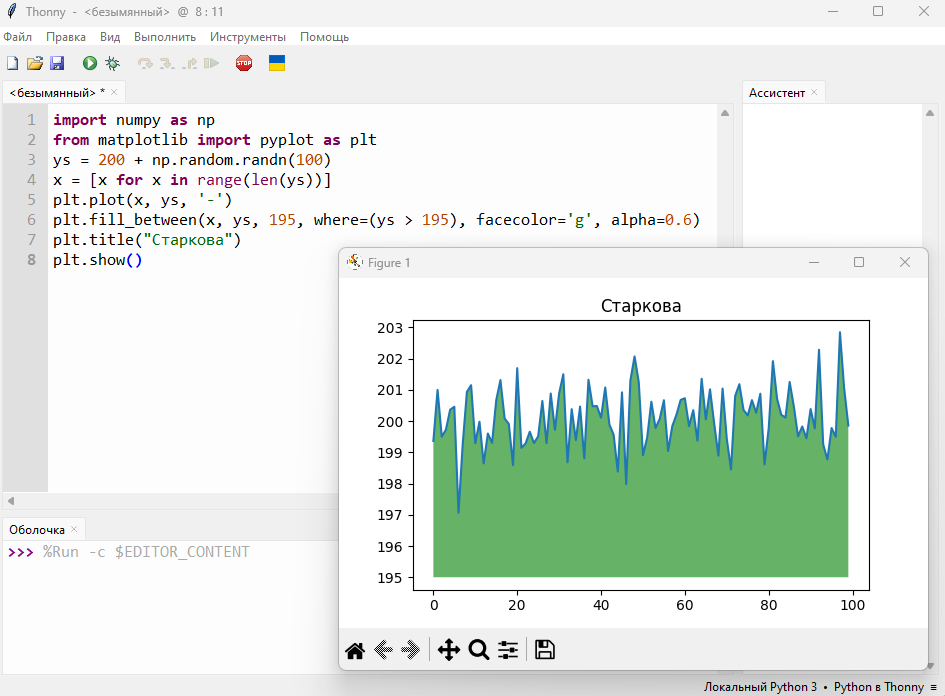 Thonny - <безымянный> @ 8 : 11
Файл Правка Вид Выполнить Инструменты Помощь
STOP
<безымянный> *
Ассистент
1 import numpy as np
2 from matplotlib import pyplot as plt
3 ys = 200 + np.random.randn(100)
4 x = [x for x in range(len(ys))]
5 plt.plot(x, ys, '-')
6 plt.fill_between(x, ys, 195, where=(ys > 195), facecolor='g', alpha=0.6)
7 plt.title("Старкова")
8 plt.show()
Figure 1
Старкова
203
202
201
200
199
198
197
196
195
0 20 40 60 80 100
Оболочка
>>> %Run -c $EDITOR_CONTENT
Локальный Python 3 • Python в Thonny ≡